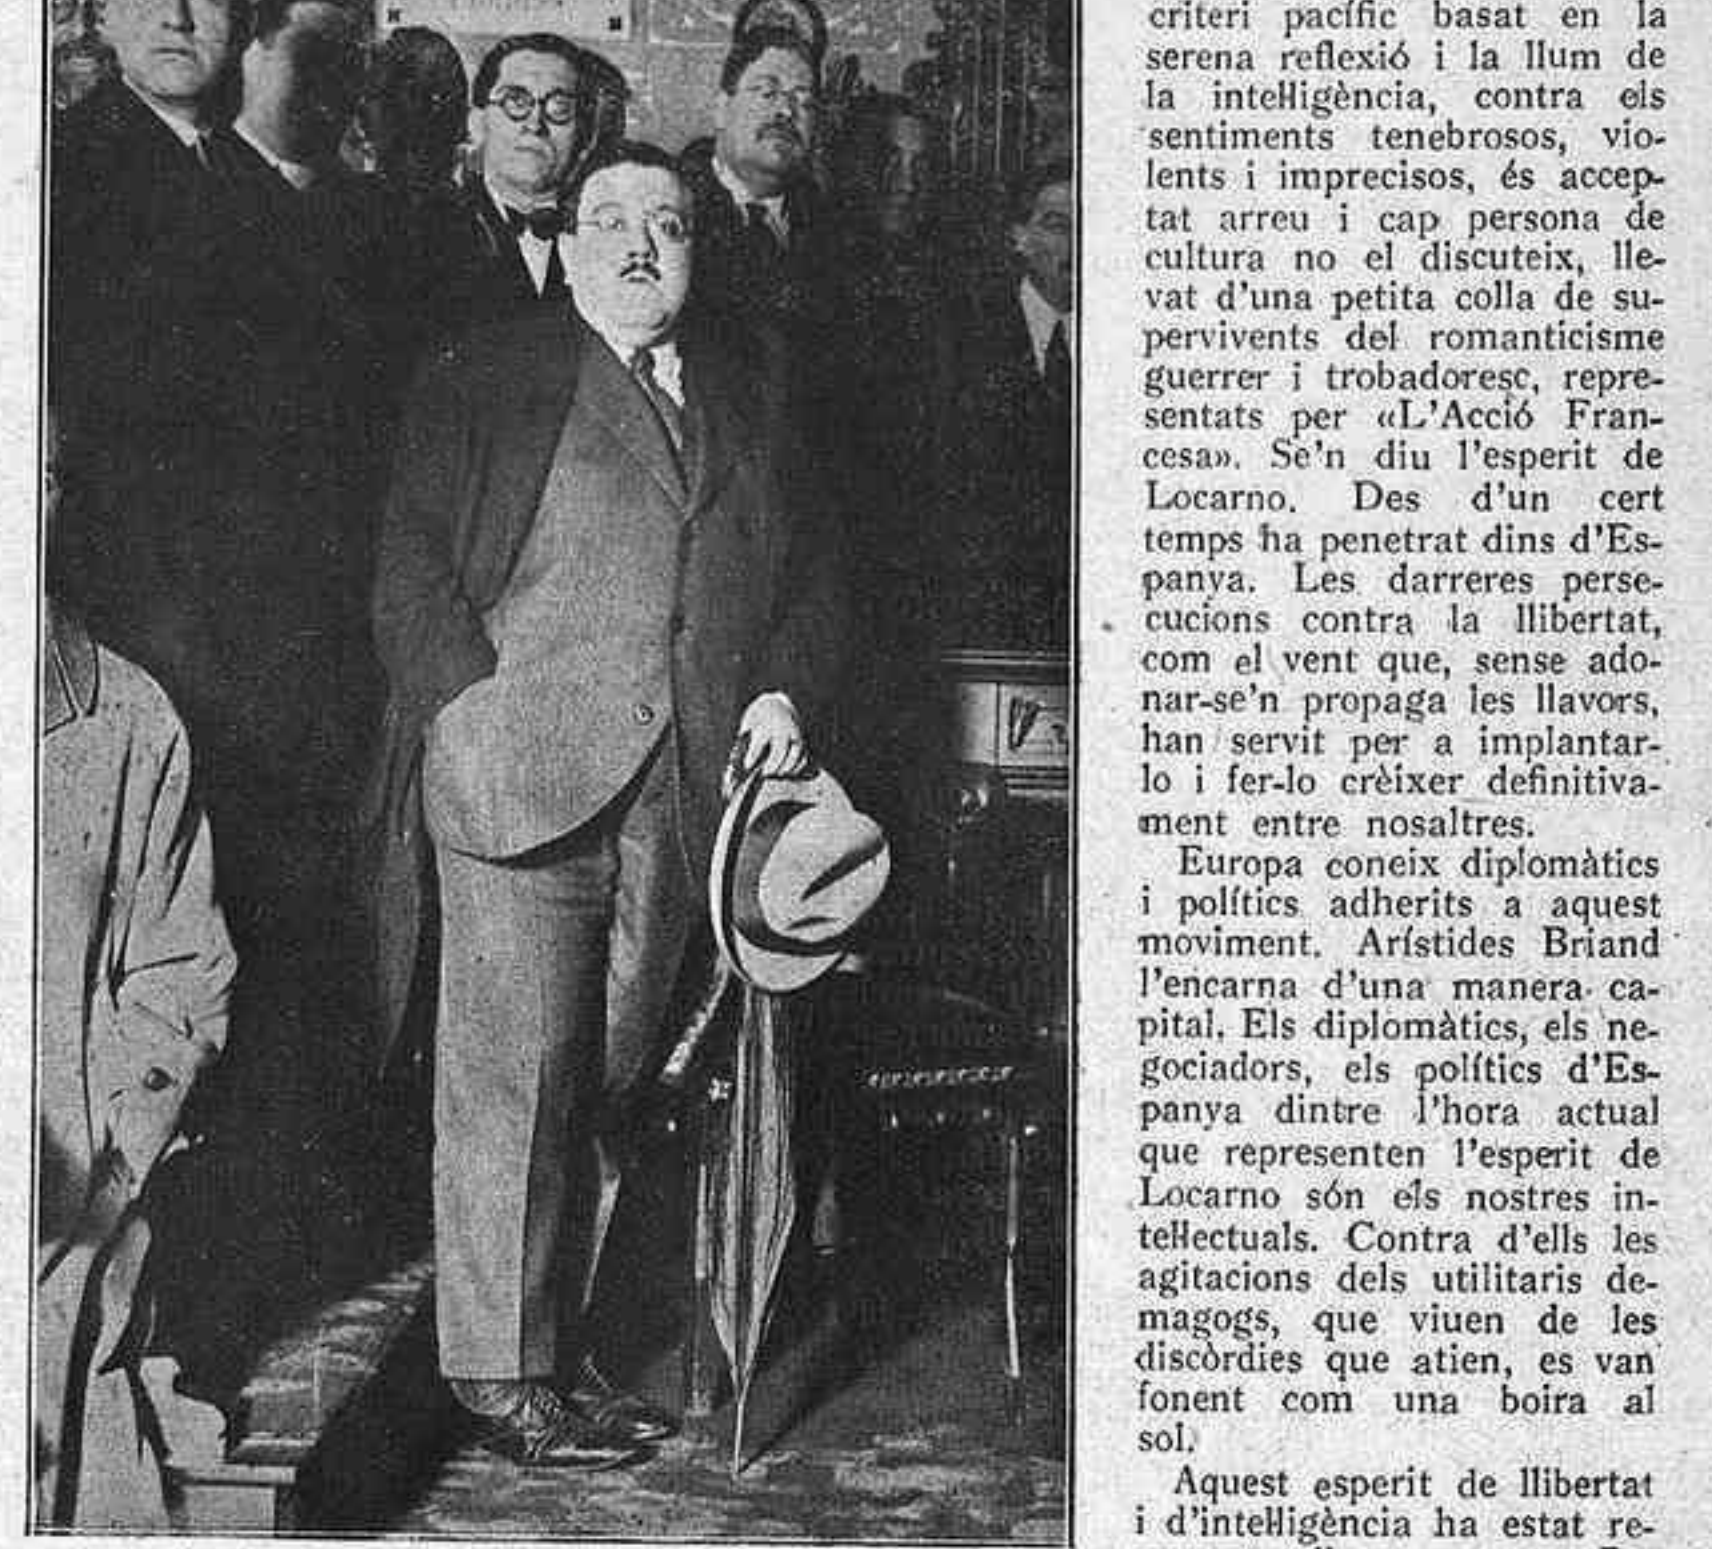 criteri pacífic basat en la
serena reflexió i la llum de
la intel·ligència, contra els
sentiments tenebrosos, vio-
lents i imprecisos, és accep-
tat arreu i cap persona de
cultura no el discuteix, lle-
vat d'una petita colla de su-
pervivents del romanticisme
guerrer i trobadoresc, repre-
sentats per «L'Acció Fran-
cesa». Se'n diu l'esperit de
Locarno. Des d'un cert
temps ha penetrat dins d'Es-
panya. Les darreres perse-
cucions contra la llibertat,
com el vent que, sense ado-
nar-se'n propaga les llavors,
han servit per a implantar-
lo i fer-lo crèixer definitiva-
ment entre nosaltres.
Europa coneix diplomàtics
i polítics adherits a aquest
moviment. Arístides Briand
l'encarna d'una manera ca-
pital. Els diplomàtics, els ne-
gociadors, els polítics d'Es-
panya dintre l'hora actual
que representen l'esperit de
Locarno són els nostres in-
tel·lectuals. Contra d'ells les
agitacions dels utilitaris de-
magogs, que viuen de les
discòrdies que atien, es van
fonent com una boira al
sol.
Aquest esperit de llibertat
i d'intel·ligència ha estat re-